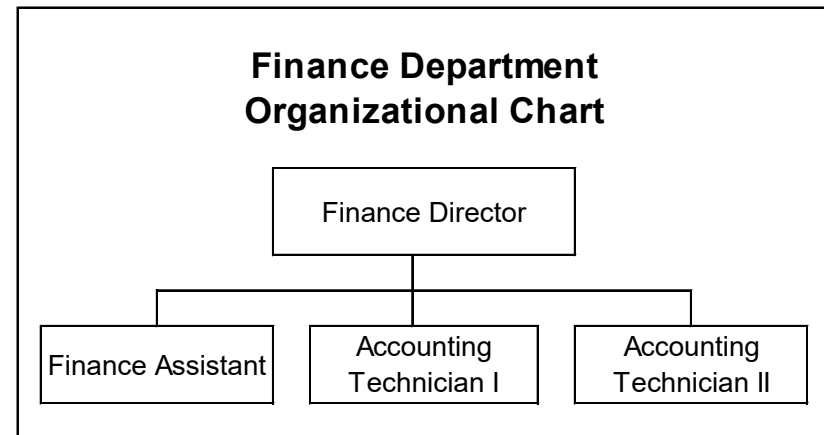 Finance Department
Organizational Chart
Finance Director
Finance Assistant
Accounting
Technician I
Accounting
Technician II